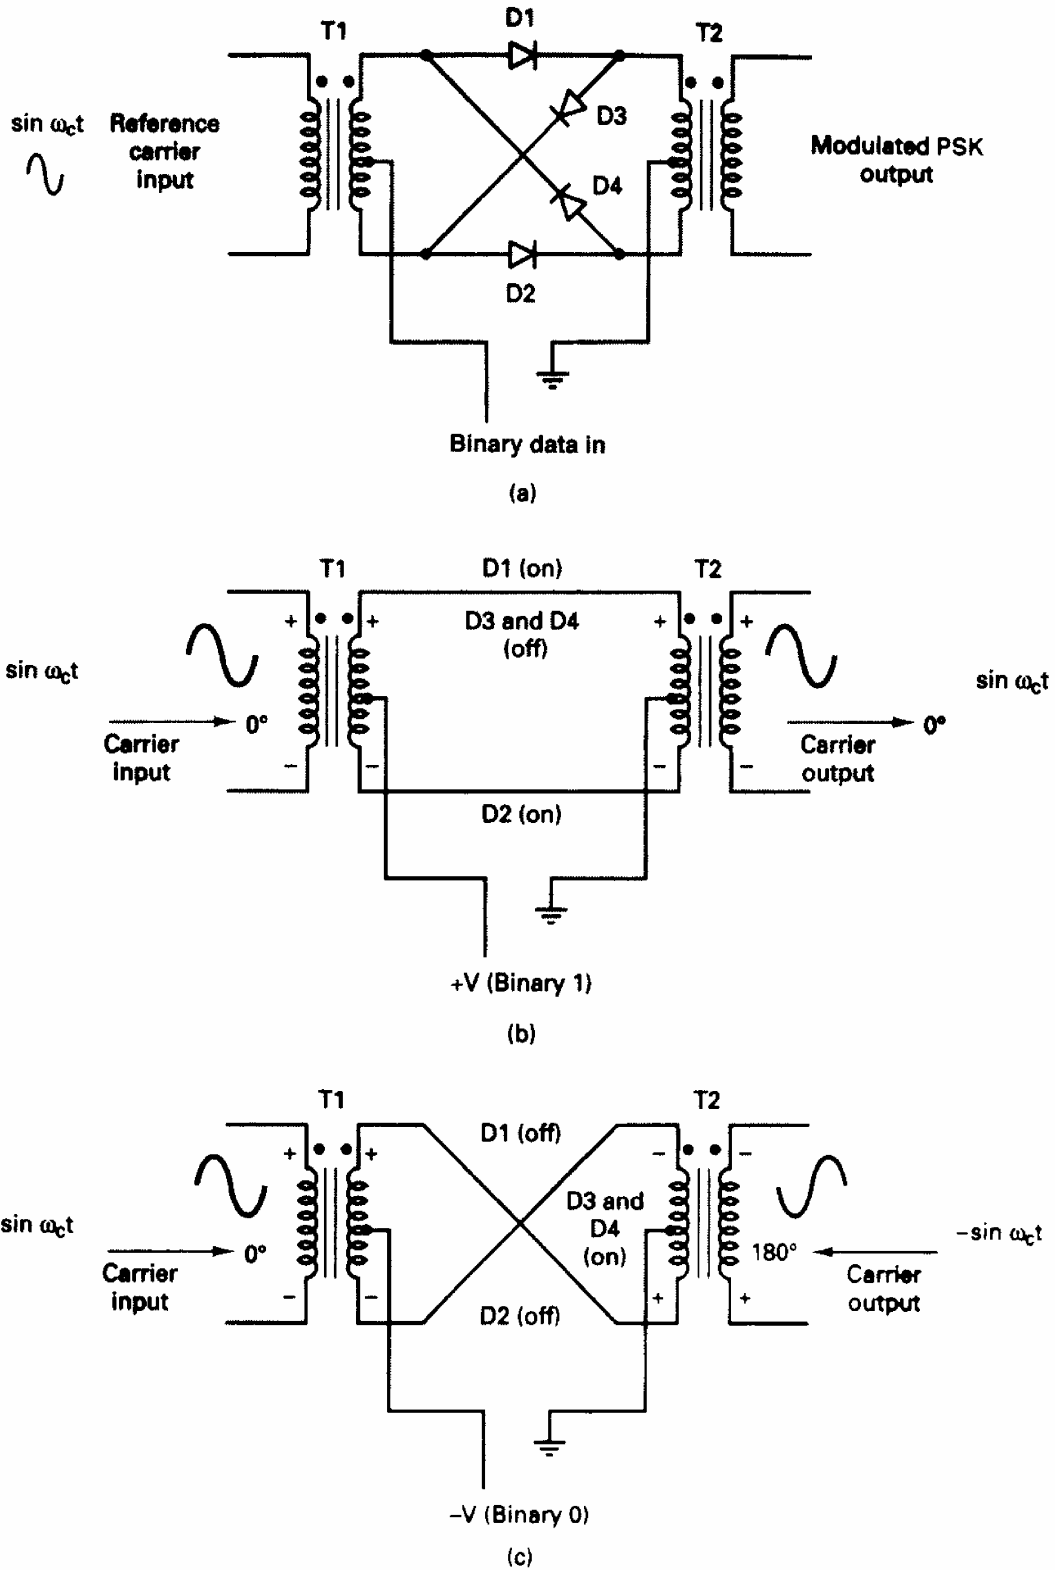 T1
D1
T2
sin ωct
Reference
carrier
input
D3
D4
Modulated PSK
output
D2
Binary data in
(a)
T1
D1 (on)
T2
+
+
D3 and D4
(off)
+
+
sin ωct
sin ωct
0°
Carrier
input
Carrier
output
0°
−
−
−
−
D2 (on)
+V (Binary 1)
(b)
T1
D1 (off)
T2
+
+
−
−
D3 and
D4
(on)
sin ωct
0°
Carrier
input
180°
−sin ωct
Carrier
output
−
−
+
+
D2 (off)
−V (Binary 0)
(c)